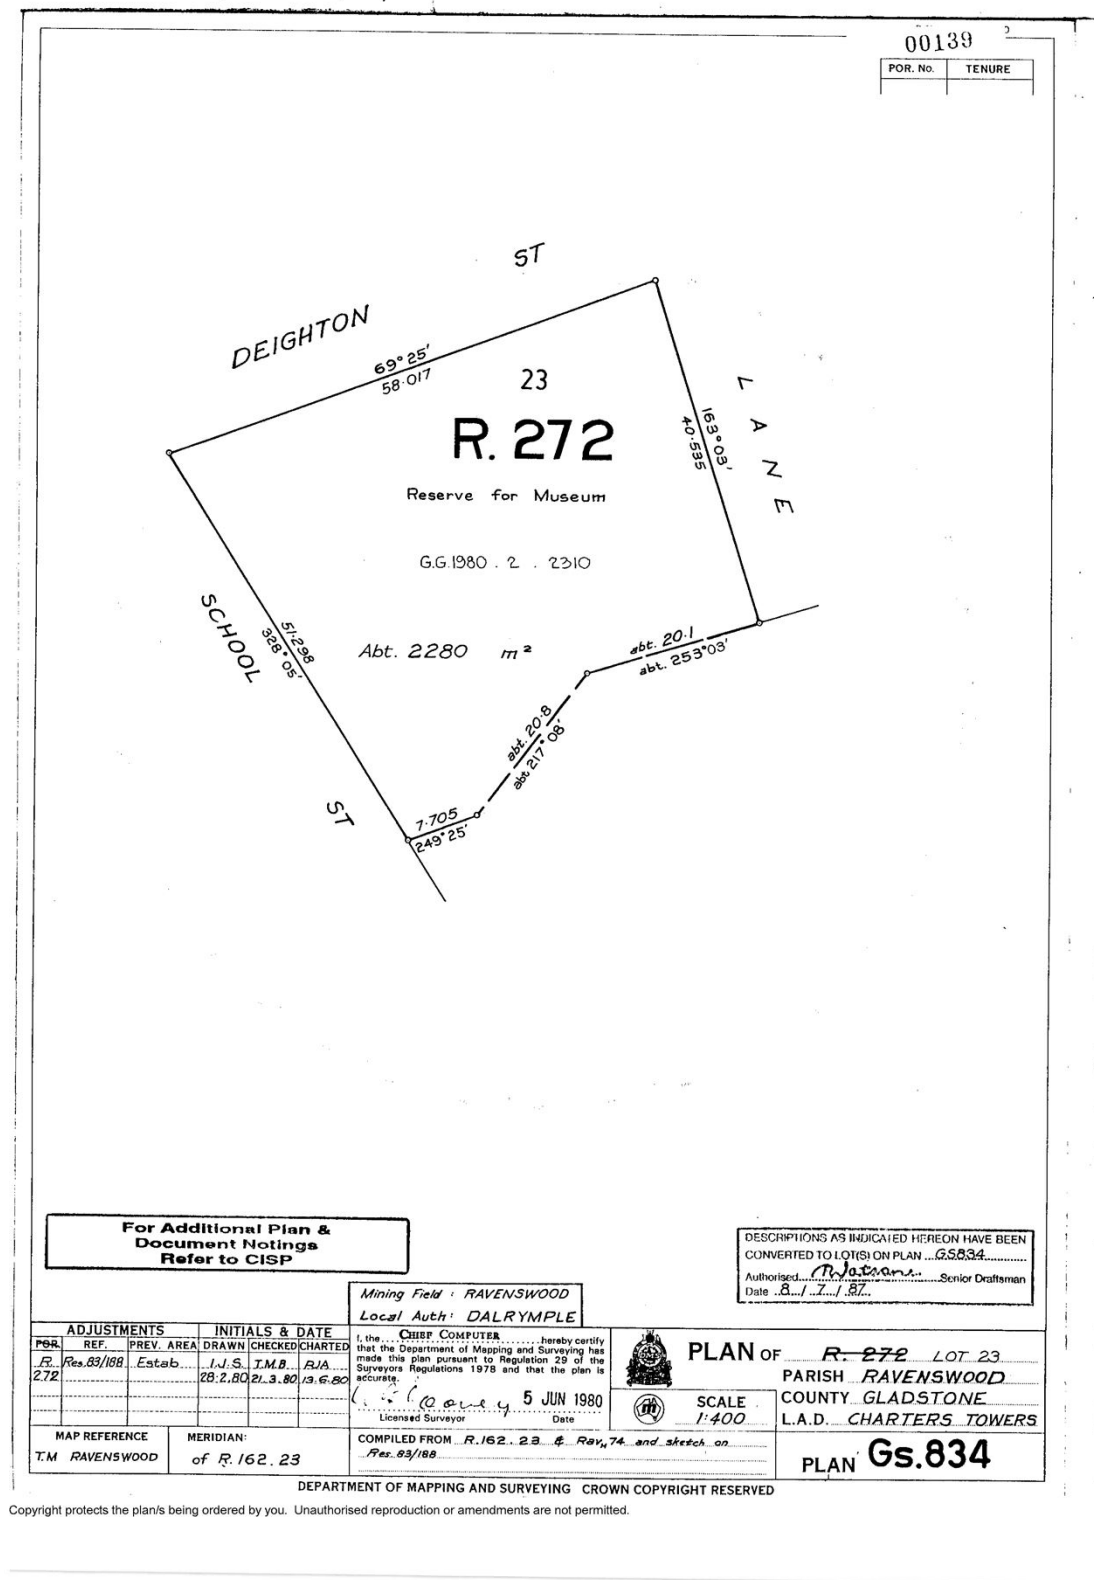 00139
POR. No. TENURE
DEIGHTON ST
69° 25'
58·017
23
R. 272
Reserve for Museum
G.G.1980 . 2 . 2310
Abt. 2280 m²
LANE
163° 03'
40·535
SCHOOL ST
51·298
328° 05'
abt. 20·1
abt. 253° 03'
abt. 20·8
abt 217° 08'
7·705
249° 25'
For Additional Plan &
Document Notings
Refer to CISP
DESCRIPTIONS AS INDICATED HEREON HAVE BEEN
CONVERTED TO LOT(S) ON PLAN GS834
Authorised Senior Draftsman
Date 8 / 7 / 87
Mining Field : RAVENSWOOD
Local Auth: DALRYMPLE
ADJUSTMENTS INITIALS & DATE
POR. REF. PREV. AREA DRAWN CHECKED CHARTED
R. Res.83/188 Estab I.J.S. T.M.B. RJA
272 28.2.80 21.3.80 13.6.80
I, the CHIEF COMPUTER hereby certify
that the Department of Mapping and Surveying has
made this plan pursuant to Regulation 29 of the
Surveyors Regulations 1978 and that the plan is
accurate.
5 JUN 1980
Licensed Surveyor Date
PLAN OF R. 272 LOT 23
PARISH RAVENSWOOD
COUNTY GLADSTONE
L.A.D. CHARTERS TOWERS
SCALE
1:400
MAP REFERENCE
T.M RAVENSWOOD
MERIDIAN:
of R.162.23
COMPILED FROM R.162.23 & Rav 74 and sketch on
Res 83/188
PLAN Gs.834
DEPARTMENT OF MAPPING AND SURVEYING CROWN COPYRIGHT RESERVED
Copyright protects the plan/s being ordered by you. Unauthorised reproduction or amendments are not permitted.